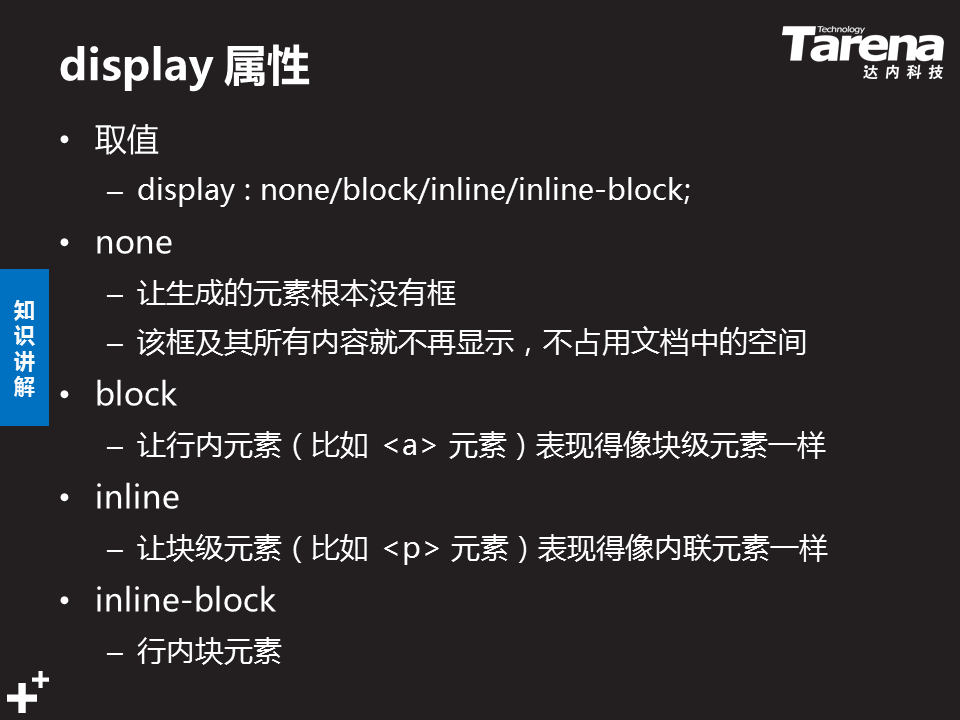 display 属性
Technology
Tarena
达内科技
• 取值
– display : none/block/inline/inline-block;
• none
– 让生成的元素根本没有框
– 该框及其所有内容就不再显示，不占用文档中的空间
• block
– 让行内元素（比如 <a> 元素）表现得像块级元素一样
• inline
– 让块级元素（比如 <p> 元素）表现得像内联元素一样
• inline-block
– 行内块元素
知识讲解